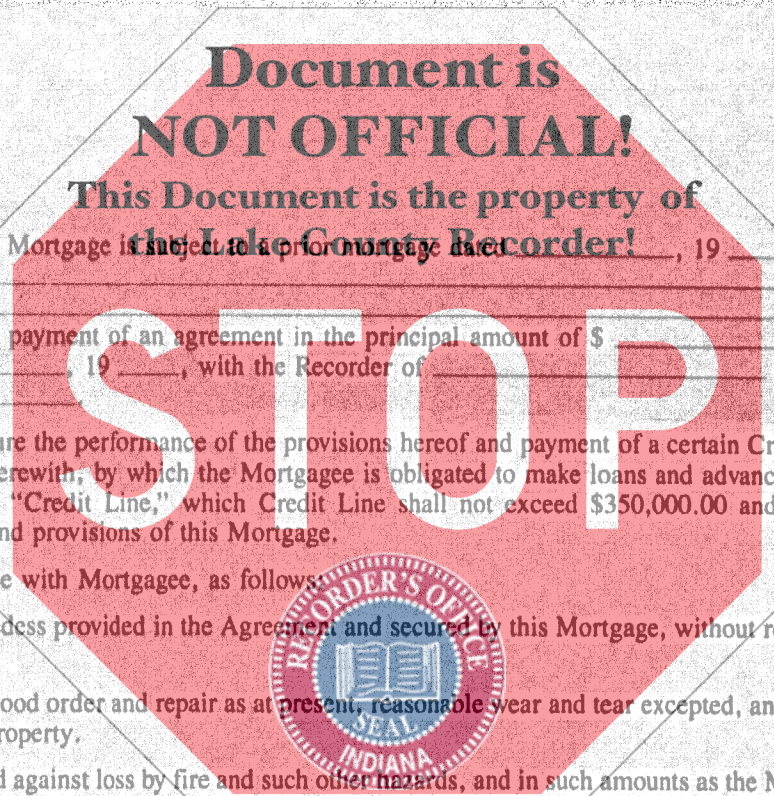 Document is
NOT OFFICIAL!
This Document is the property of
the Lake County Recorder!
Mortgage is subject to a prior mortgage dated ____________, 19 ____
payment of an agreement in the principal amount of $ ____________
______, 19 ______, with the Recorder of ____________
are the performance of the provisions hereof and payment of a certain Cr
erewith, by which the Mortgagee is obligated to make loans and advanc
"Credit Line," which Credit Line shall not exceed $350,000.00 and
nd provisions of this Mortgage.
STOP
e with Mortgagee, as follows:
RECORDER'S OFFICE
dess provided in the Agreement and secured by this Mortgage, without r
ood order and repair as at present, reasonable wear and tear excepted, an
roperty.
SEAL
INDIANA
d against loss by fire and such other hazards, and in such amounts as the M